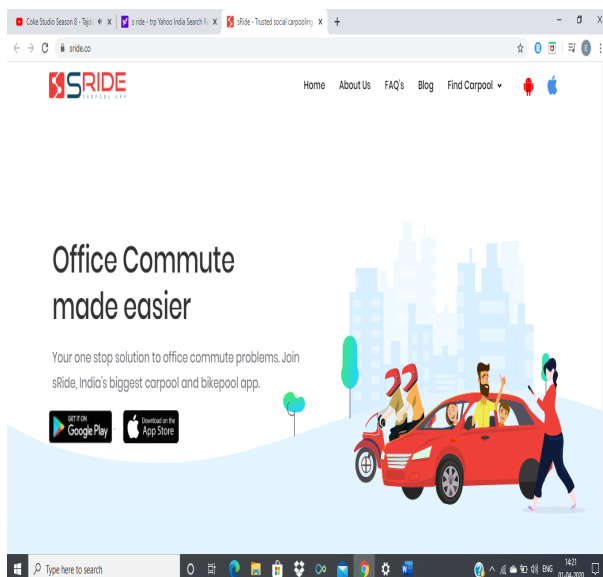 Coke Studio Season 8 - Tajd
s ride - trp Yahoo India Search Re
sRide - Trusted social carpooling
sride.co
E
SRIDE
CARPOOL APP
Home About Us FAQ's Blog Find Carpool
Office Commute
made easier
Your one stop solution to office commute problems. Join
sRide, India's biggest carpool and bikepool app.
GET IT ON
Google Play
Download on the
App Store
Type here to search
ENG
1421
01-04-2020